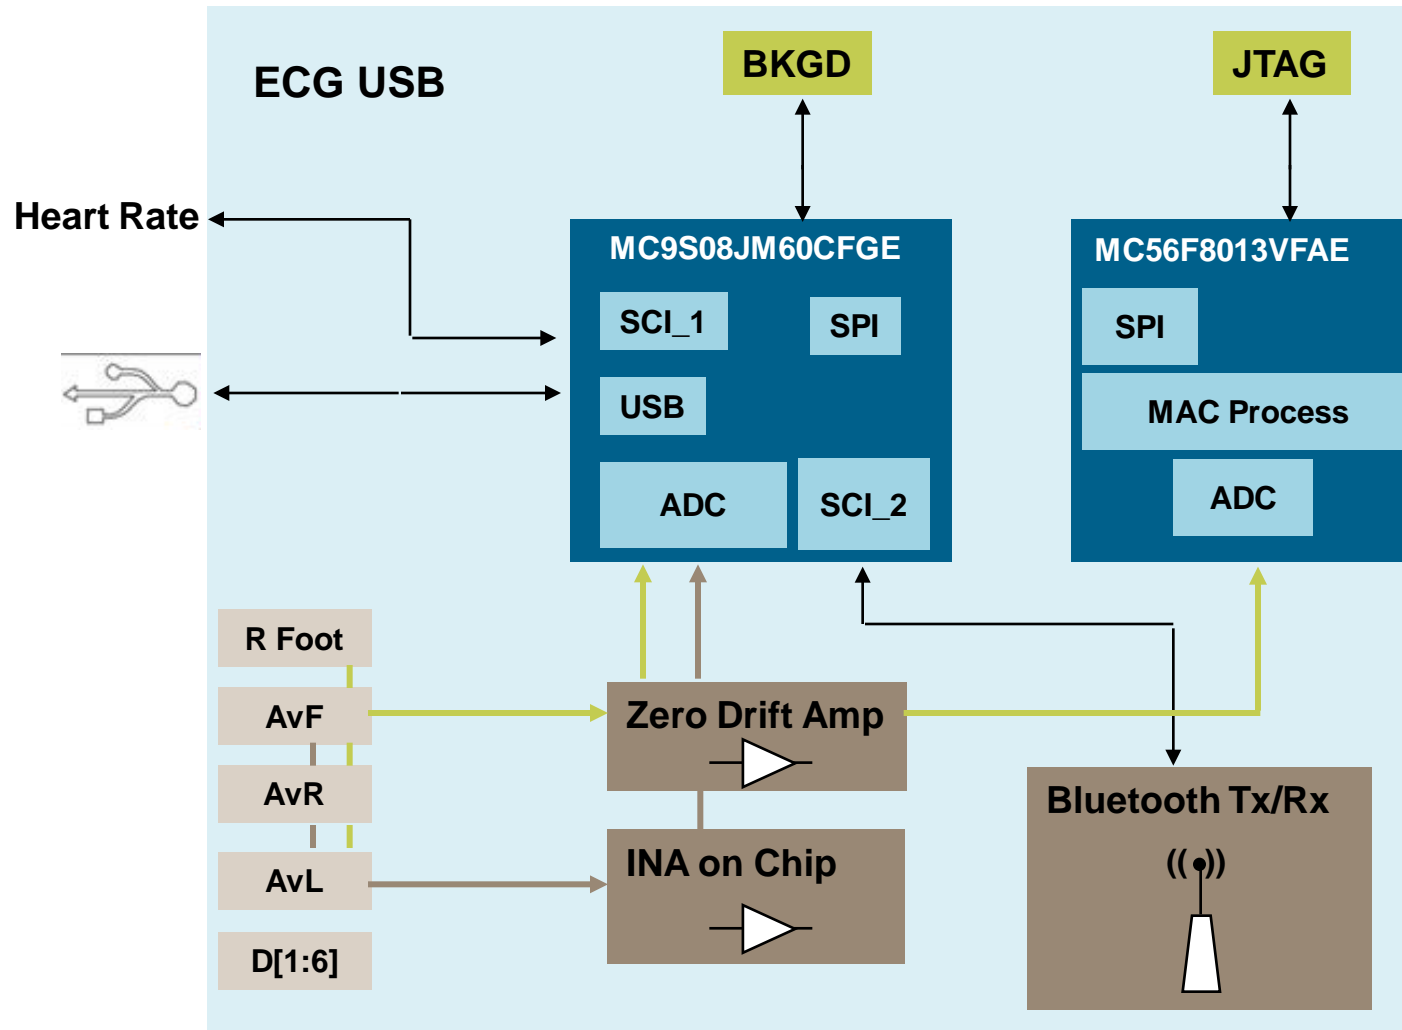 ECG USB
BKGD
JTAG
Heart Rate
MC9S08JM60CFGE
SCI_1
SPI
USB
ADC
SCI_2
MC56F8013VFAE
SPI
MAC Process
ADC
R Foot
AvF
AvR
AvL
D[1:6]
Zero Drift Amp
INA on Chip
Bluetooth Tx/Rx